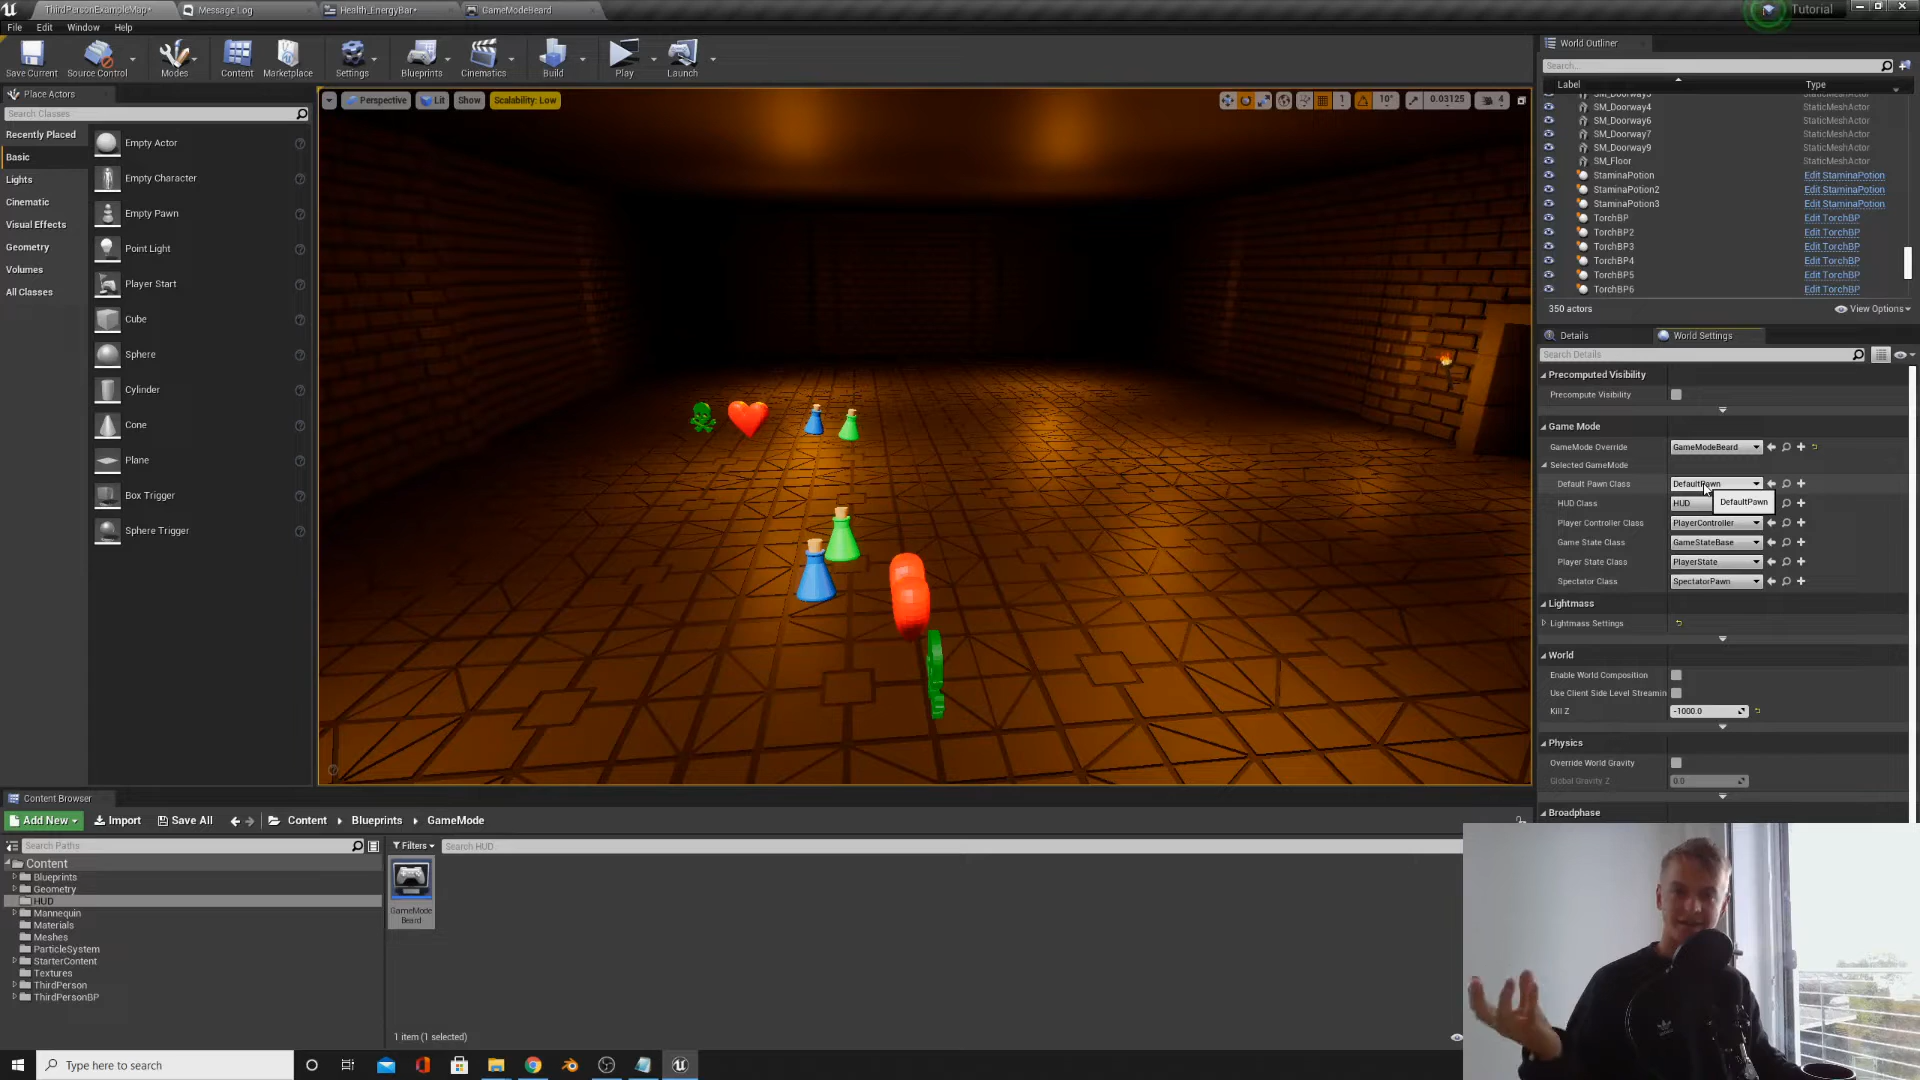 ThirdPersonExampleMap*
Message Log
Health_EnergyBar*
GameModeBeard
Tutorial
File
Edit
Window
Help
Save Current
Source Control
Modes
Content
Marketplace
Settings
Blueprints
Cinematics
Build
Play
Launch
Place Actors
Search Classes
Recently Placed
Basic
Lights
Cinematic
Visual Effects
Geometry
Volumes
All Classes
Empty Actor
Empty Character
Empty Pawn
Point Light
Player Start
Cube
Sphere
Cylinder
Cone
Plane
Box Trigger
Sphere Trigger
Perspective
Lit
Show
Scalability: Low
1
10°
0.03125
4
World Outliner
Search...
Label
Type
SM_Doorway3 StaticMeshActor
SM_Doorway4 StaticMeshActor
SM_Doorway6 StaticMeshActor
SM_Doorway7 StaticMeshActor
SM_Doorway9 StaticMeshActor
SM_Floor StaticMeshActor
StaminaPotion Edit StaminaPotion
StaminaPotion2 Edit StaminaPotion
StaminaPotion3 Edit StaminaPotion
TorchBP Edit TorchBP
TorchBP2 Edit TorchBP
TorchBP3 Edit TorchBP
TorchBP4 Edit TorchBP
TorchBP5 Edit TorchBP
TorchBP6 Edit TorchBP
350 actors
View Options
Details
World Settings
Search Details
Precomputed Visibility
Precompute Visibility
Game Mode
GameMode Override GameModeBeard
Selected GameMode
Default Pawn Class DefaultPawn
HUD Class HUD
DefaultPawn
Player Controller Class PlayerController
Game State Class GameStateBase
Player State Class PlayerState
Spectator Class SpectatorPawn
Lightmass
Lightmass Settings
World
Enable World Composition
Use Client Side Level Streamin
Kill Z -1000.0
Physics
Override World Gravity
Global Gravity Z 0.0
Broadphase
Content Browser
Add New
Import
Save All
Content
Blueprints
GameMode
Search Paths
Filters
Search HUD
Content
Blueprints
Geometry
HUD
Mannequin
Materials
Meshes
ParticleSystem
StarterContent
Textures
ThirdPerson
ThirdPersonBP
GameMode
Beard
1 item (1 selected)
Type here to search